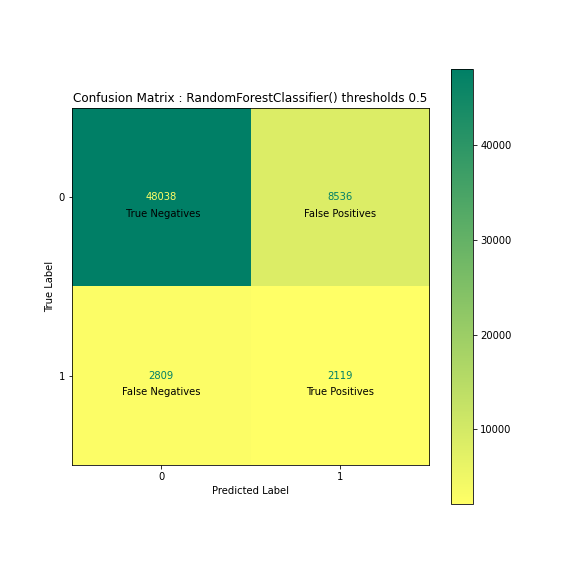 Confusion Matrix : RandomForestClassifier() thresholds 0.5
True Label
0
48038
True Negatives
8536
False Positives
1
2809
False Negatives
2119
True Positives
0
1
Predicted Label
40000
30000
20000
10000